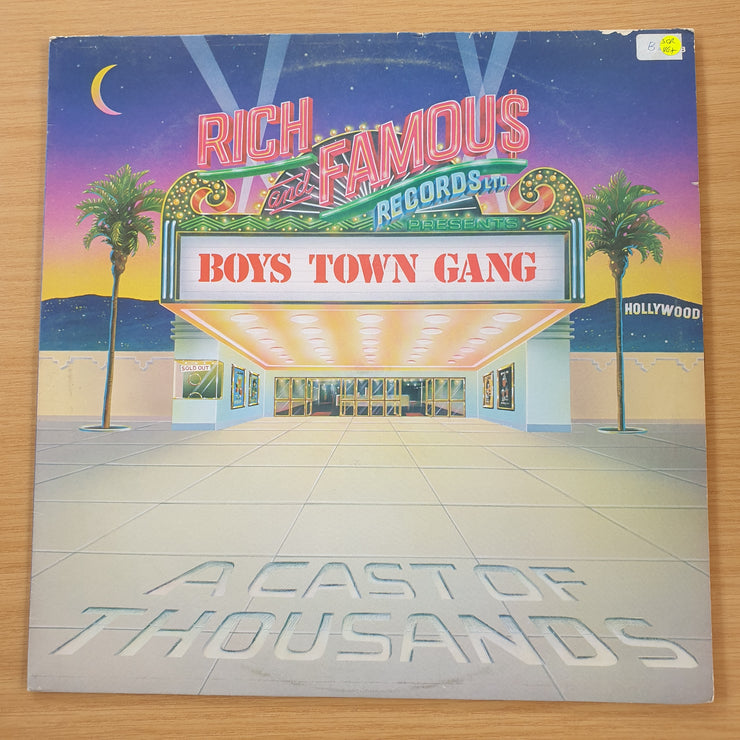 RICH
and FAMOU$
RECORDS LTD
PRESENTS
BOYS TOWN GANG
HOLLYWOOD
SOLD OUT
A CAST OF
THOUSANDS